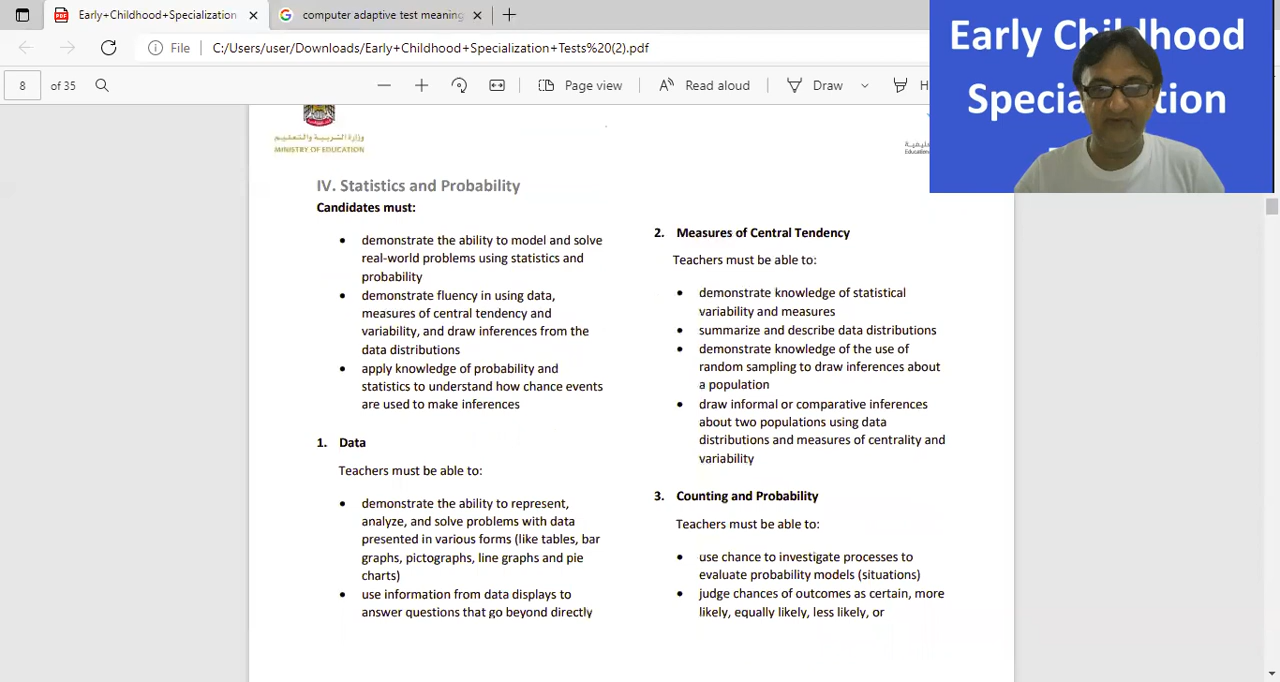 Early+Childhood+Specialization
computer adaptive test meaning
File
C:/Users/user/Downloads/Early+Childhood+Specialization+Tests%20(2).pdf
8
of 35
Page view
Read aloud
Draw
H
Early Childhood
Specialization
وزارة التربية والتعليم
MINISTRY OF EDUCATION
IV. Statistics and Probability
Candidates must:
• demonstrate the ability to model and solve
real-world problems using statistics and
probability
• demonstrate fluency in using data,
measures of central tendency and
variability, and draw inferences from the
data distributions
• apply knowledge of probability and
statistics to understand how chance events
are used to make inferences
1. Data
Teachers must be able to:
• demonstrate the ability to represent,
analyze, and solve problems with data
presented in various forms (like tables, bar
graphs, pictographs, line graphs and pie
charts)
• use information from data displays to
answer questions that go beyond directly
2. Measures of Central Tendency
Teachers must be able to:
• demonstrate knowledge of statistical
variability and measures
• summarize and describe data distributions
• demonstrate knowledge of the use of
random sampling to draw inferences about
a population
• draw informal or comparative inferences
about two populations using data
distributions and measures of centrality and
variability
3. Counting and Probability
Teachers must be able to:
• use chance to investigate processes to
evaluate probability models (situations)
• judge chances of outcomes as certain, more
likely, equally likely, less likely, or